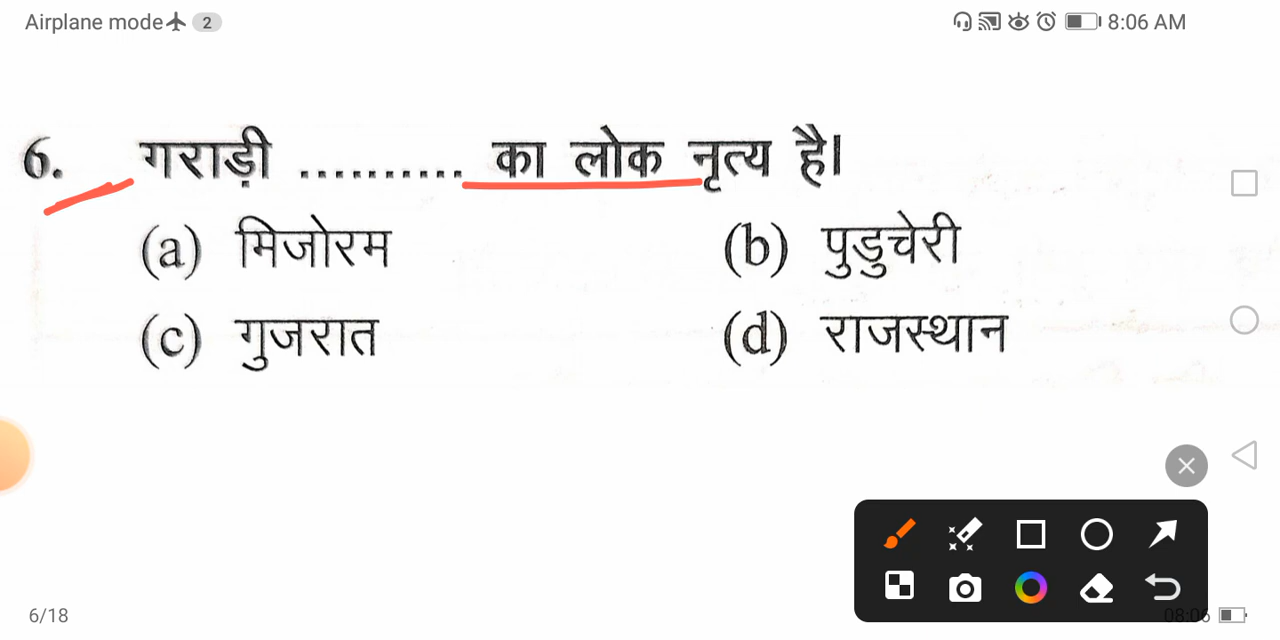 Airplane mode 2 8:06 AM
6. गराड़ी .......... का लोक नृत्य है।
(a) मिजोरम (b) पुडुचेरी
(c) गुजरात (d) राजस्थान
6/18 08:06